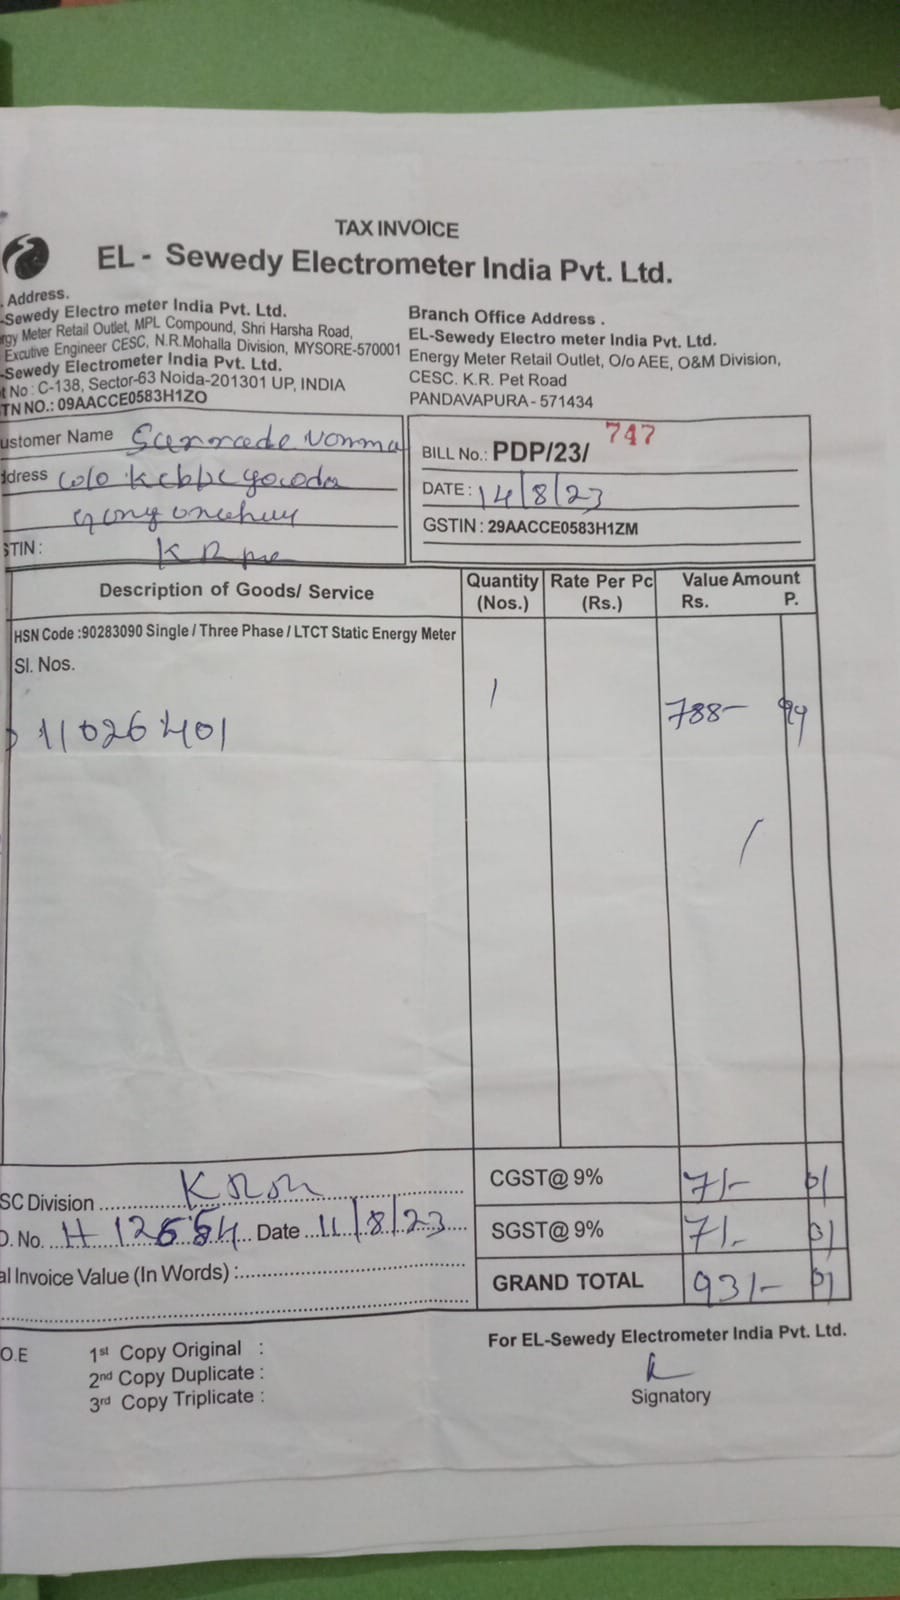 TAX INVOICE
EL - Sewedy Electrometer India Pvt. Ltd.
. Address.
-Sewedy Electro meter India Pvt. Ltd.
rgy Meter Retail Outlet, MPL Compound, Shri Harsha Road,
Excutive Engineer CESC, N.R.Mohalla Division, MYSORE-570001
-Sewedy Electrometer India Pvt. Ltd.
t No : C-138, Sector-63 Noida-201301 UP, INDIA
TN NO.: 09AACCE0583H1ZO
Branch Office Address .
EL-Sewedy Electro meter India Pvt. Ltd.
Energy Meter Retail Outlet, O/o AEE, O&M Division,
CESC. K.R. Pet Road
PANDAVAPURA - 571434
ustomer Name
ddress
STIN :
BILL No.: PDP/23/ 747
DATE : 14/8/23
GSTIN : 29AACCE0583H1ZM
Description of Goods/ Service Quantity (Nos.) Rate Per Pc (Rs.) Value Amount Rs. P.
HSN Code :90283090 Single / Three Phase / LTCT Static Energy Meter
Sl. Nos.
11026401 1 788-
SC Division
O. No. Date 11/8/23
al Invoice Value (In Words) :
CGST@ 9% 71- 01
SGST@ 9% 71- 01
GRAND TOTAL 931- 01
O.E
1st Copy Original :
2nd Copy Duplicate :
3rd Copy Triplicate :
For EL-Sewedy Electrometer India Pvt. Ltd.
Signatory